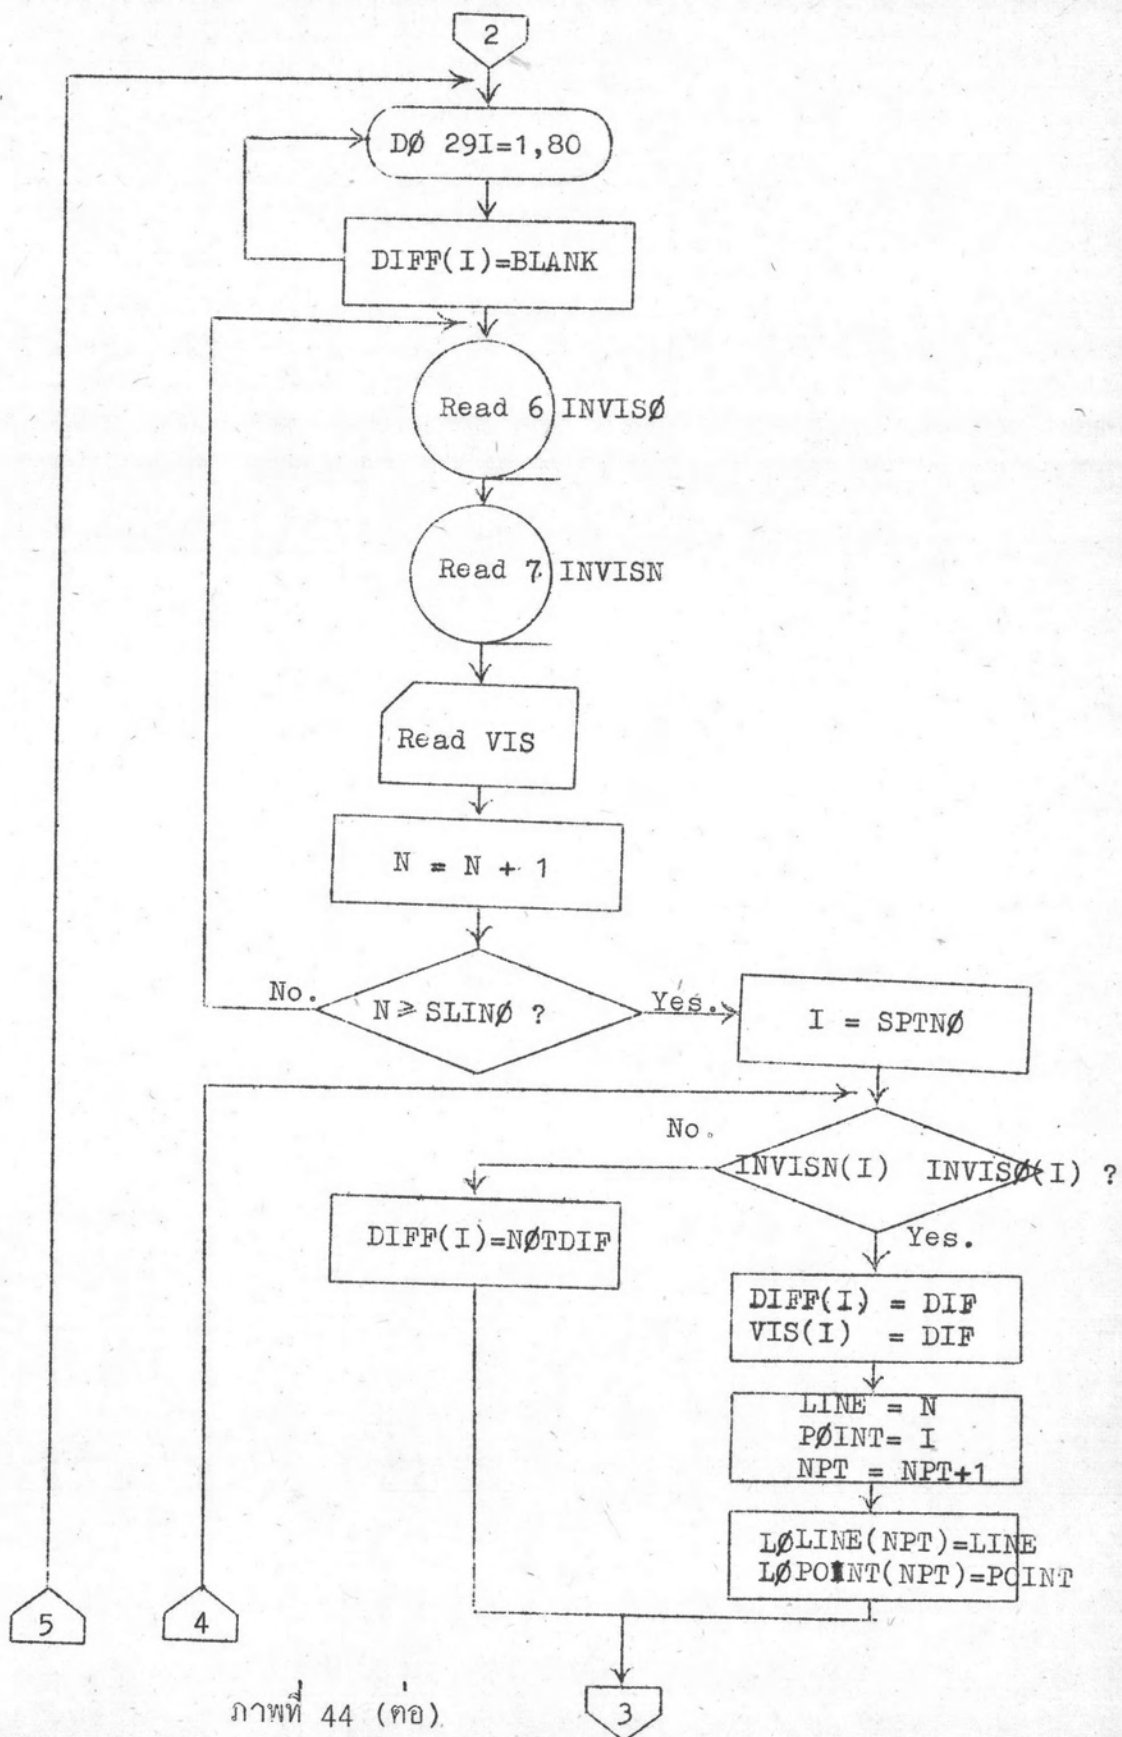 2
DØ 29I=1,80
DIFF(I)=BLANK
Read 6 INVISØ
Read 7 INVISN
Read VIS
N = N + 1
No.
N ⩾ SLINØ ?
Yes.
I = SPTNØ
No.
INVISN(I) INVISØ(I) ?
DIFF(I)=NØTDIF
Yes.
DIFF(I) = DIF
VIS(I) = DIF
LINE = N
PØINT= I
NPT = NPT+1
LØLINE(NPT)=LINE
LØPOINT(NPT)=POINT
5
4
3
ภาพที่ 44 (ต่อ)